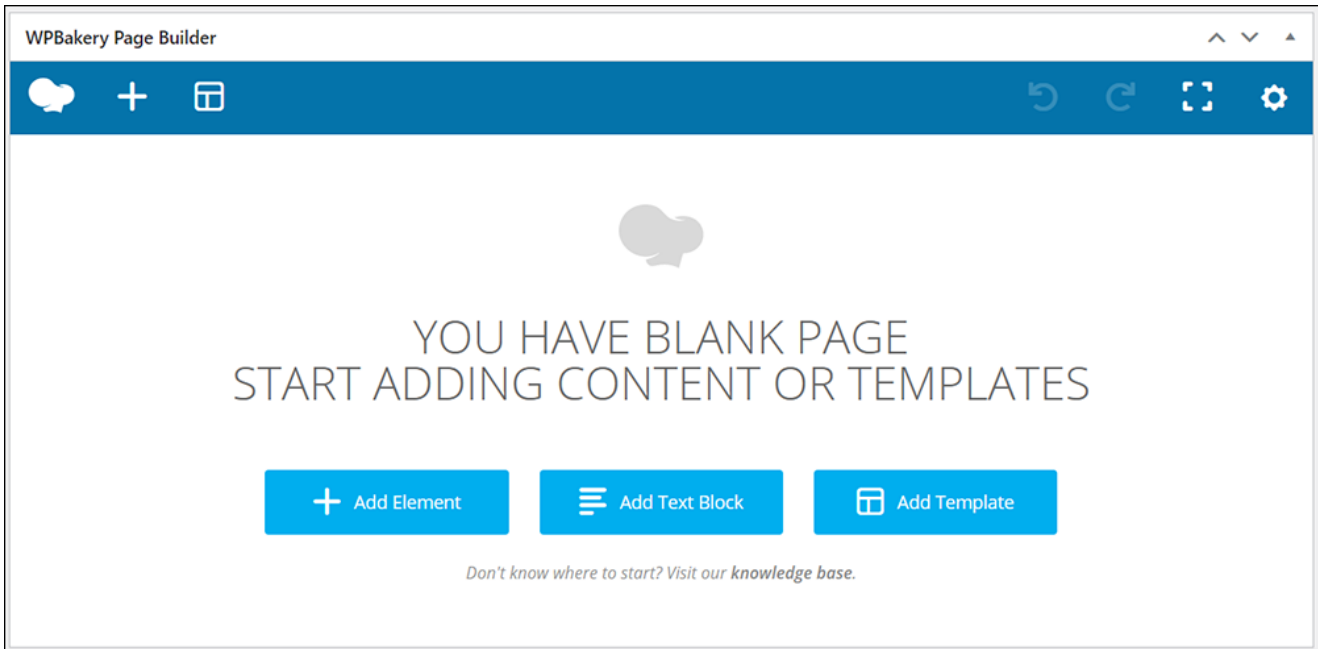 WPBakery Page Builder
YOU HAVE BLANK PAGE
START ADDING CONTENT OR TEMPLATES
Add Element
Add Text Block
Add Template
Don't know where to start? Visit our knowledge base.